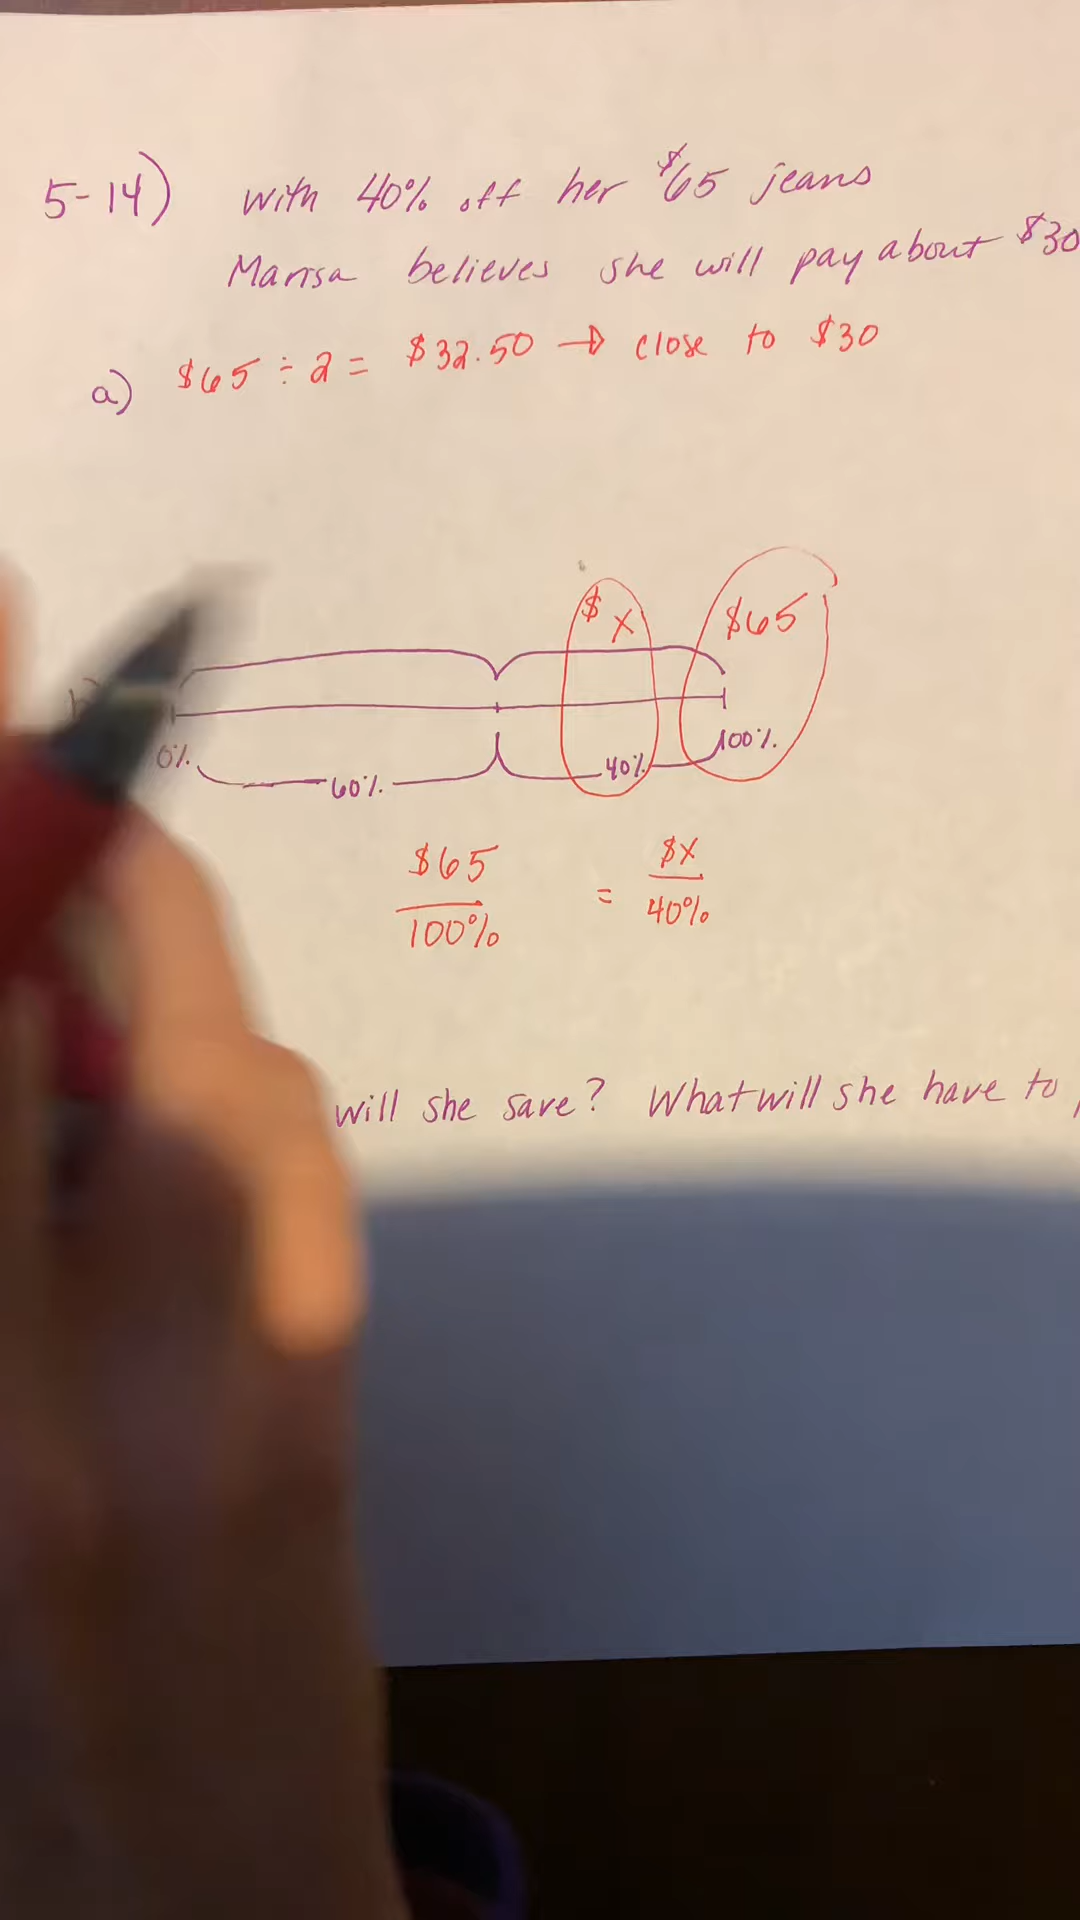 5-14) with 40% off her $65 jeans
Marisa believes she will pay about $30
a) $65 ÷ 2 = $32.50 → close to $30
$x $65
0% 60% 40% 100%
$65 / 100% = $x / 40%
will she save? What will she have to